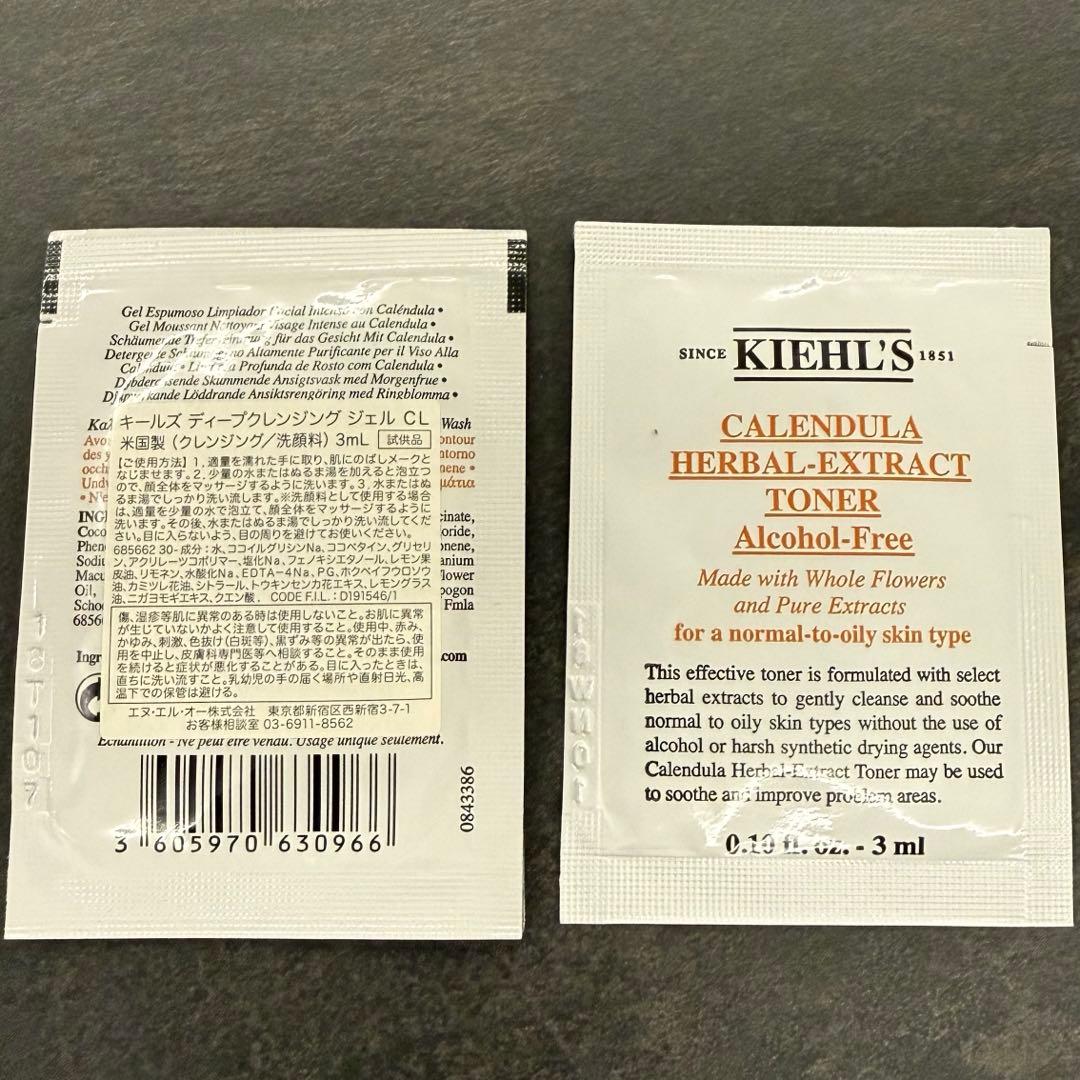 Gel Espumoso Limpiador Facial Intenso con Caléndula •
Gel Moussant Nettoyant Visage Intense au Calendula •
Schäumende Tiefenreinigung für das Gesicht Mit Calendula •
Detergente Schiumogeno Altamente Purificante per il Viso Alla
Calendula • Limpeza Profunda de Rosto com Calendula •
Dybderensende Skummende Ansigtsvask med Morgenfrue •
Djuprenkande Löddrande Ansiktsrengöring med Ringblomma •
Wash
キールズ ディープクレンジング ジェル CL
米国製 (クレンジング/洗顔料) 3mL 試供品
【ご使用方法】1. 適量を濡れた手に取り、肌にのばしメークと
なじませます。2. 少量の水またはぬるま湯を加えると泡立つ
ので、顔全体をマッサージするように洗います。3. 水またはぬ
るま湯でしっかり洗い流します。※洗顔料として使用する場合
は、適量を少量の水で泡立て、顔全体をマッサージするように
洗います。その後、水またはぬるま湯でしっかり洗い流してくだ
さい。目に入らないよう、目の周りを避けてお使いください。
685662 30-成分：水、ココイルグリシンNa、ココベタイン、グリセリ
ン、アクリレーツコポリマー、塩化Na、フェノキシエタノール、レモン果
皮油、リモネン、水酸化Na、EDTA-4Na、PG、ホクベイフウロソウ
油、カミツレ花油、シトラール、トウキンセンカ花エキス、レモングラス
油、ニガヨモギエキス、クエン酸． CODE F.I.L.: D191546/1
傷、湿疹等肌に異常のある時は使用しないこと。お肌に異常
が生じていないかよく注意して使用すること。使用中、赤み、
かゆみ、刺激、色抜け(白斑等)、黒ずみ等の異常が出たら、使
用を中止し、皮膚科専門医等へ相談すること。そのまま使用
を続けると症状が悪化することがある。目に入ったときは、
直ちに洗い流すこと。乳幼児の手の届く場所や直射日光、高
温下での保管は避ける。
エヌ・エル・オー株式会社 東京都新宿区西新宿3-7-1
お客様相談室 03-6911-8562
Echantillon - Ne peut être vendu. Usage unique seulement.
3 605970 630966
0843386
SINCE KIEHL'S 1851
CALENDULA
HERBAL-EXTRACT
TONER
Alcohol-Free
Made with Whole Flowers
and Pure Extracts
for a normal-to-oily skin type
This effective toner is formulated with select
herbal extracts to gently cleanse and soothe
normal to oily skin types without the use of
alcohol or harsh synthetic drying agents. Our
Calendula Herbal-Extract Toner may be used
to soothe and improve problem areas.
0.10 fl. oz. - 3 ml